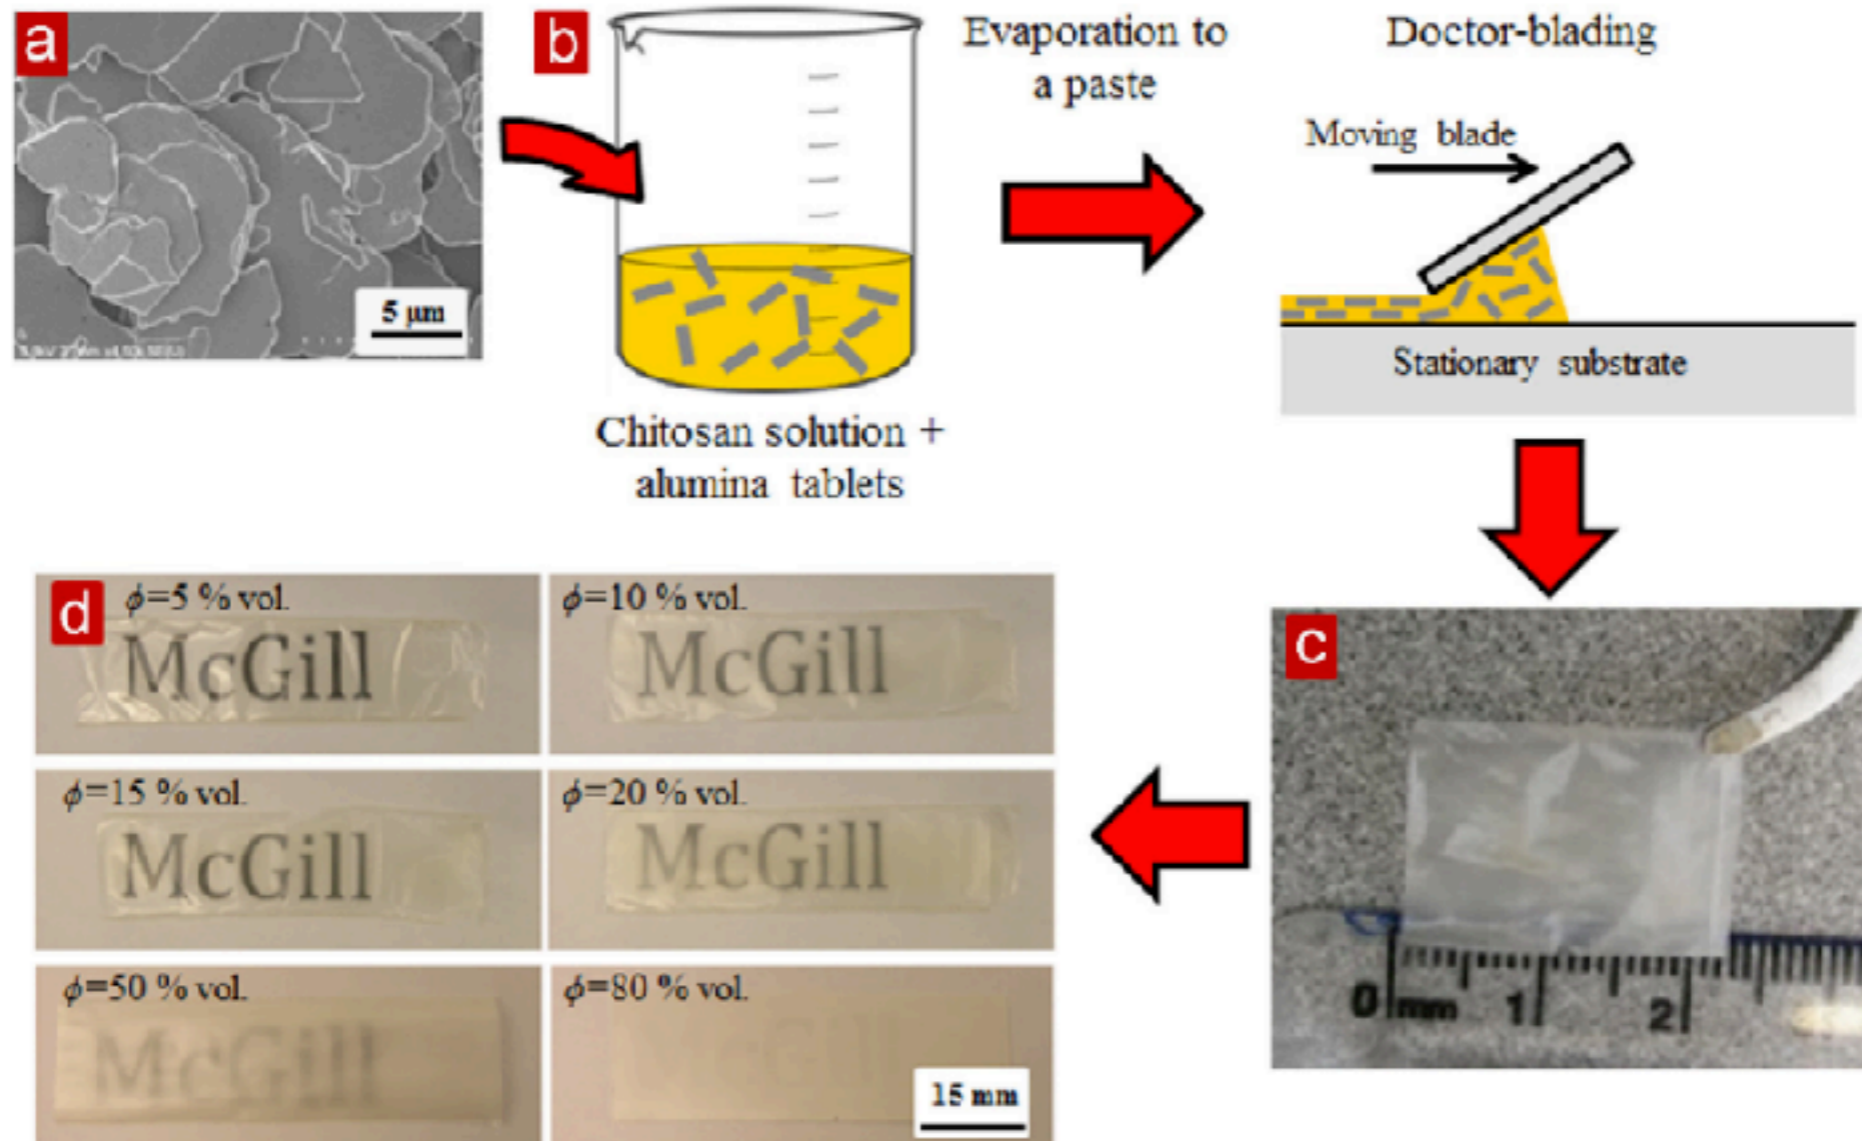 a
5 μm
b
Chitosan solution +
alumina tablets
Evaporation to
a paste
Doctor-blading
Moving blade
Stationary substrate
c
0 mm 1 2
d
ϕ=5 % vol.
McGill
ϕ=10 % vol.
McGill
ϕ=15 % vol.
McGill
ϕ=20 % vol.
McGill
ϕ=50 % vol.
McGill
ϕ=80 % vol.
McGill
15 mm